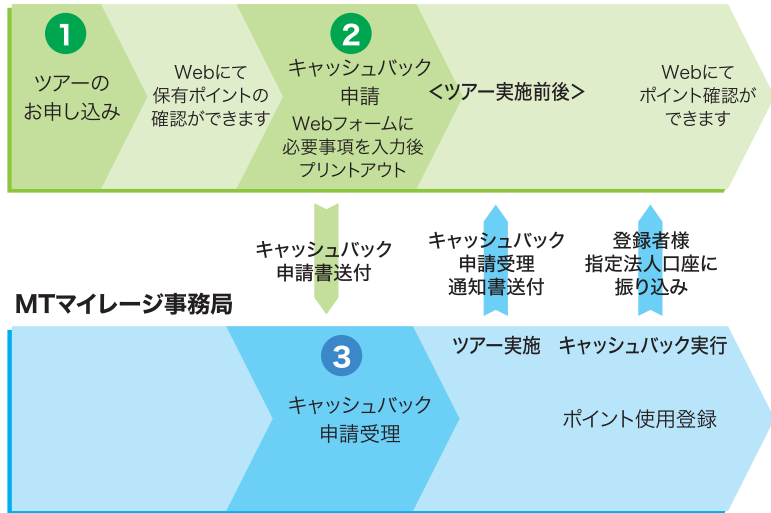 1
ツアーの
お申し込み
Webにて
保有ポイントの
確認ができます
2
キャッシュバック
申請
Webフォームに
必要事項を入力後
プリントアウト
＜ツアー実施前後＞
Webにて
ポイント確認が
できます
キャッシュバック
申請書送付
キャッシュバック
申請受理
通知書送付
登録者様
指定法人口座に
振り込み
MTマイレージ事務局
3
キャッシュバック
申請受理
ツアー実施
キャッシュバック実行
ポイント使用登録